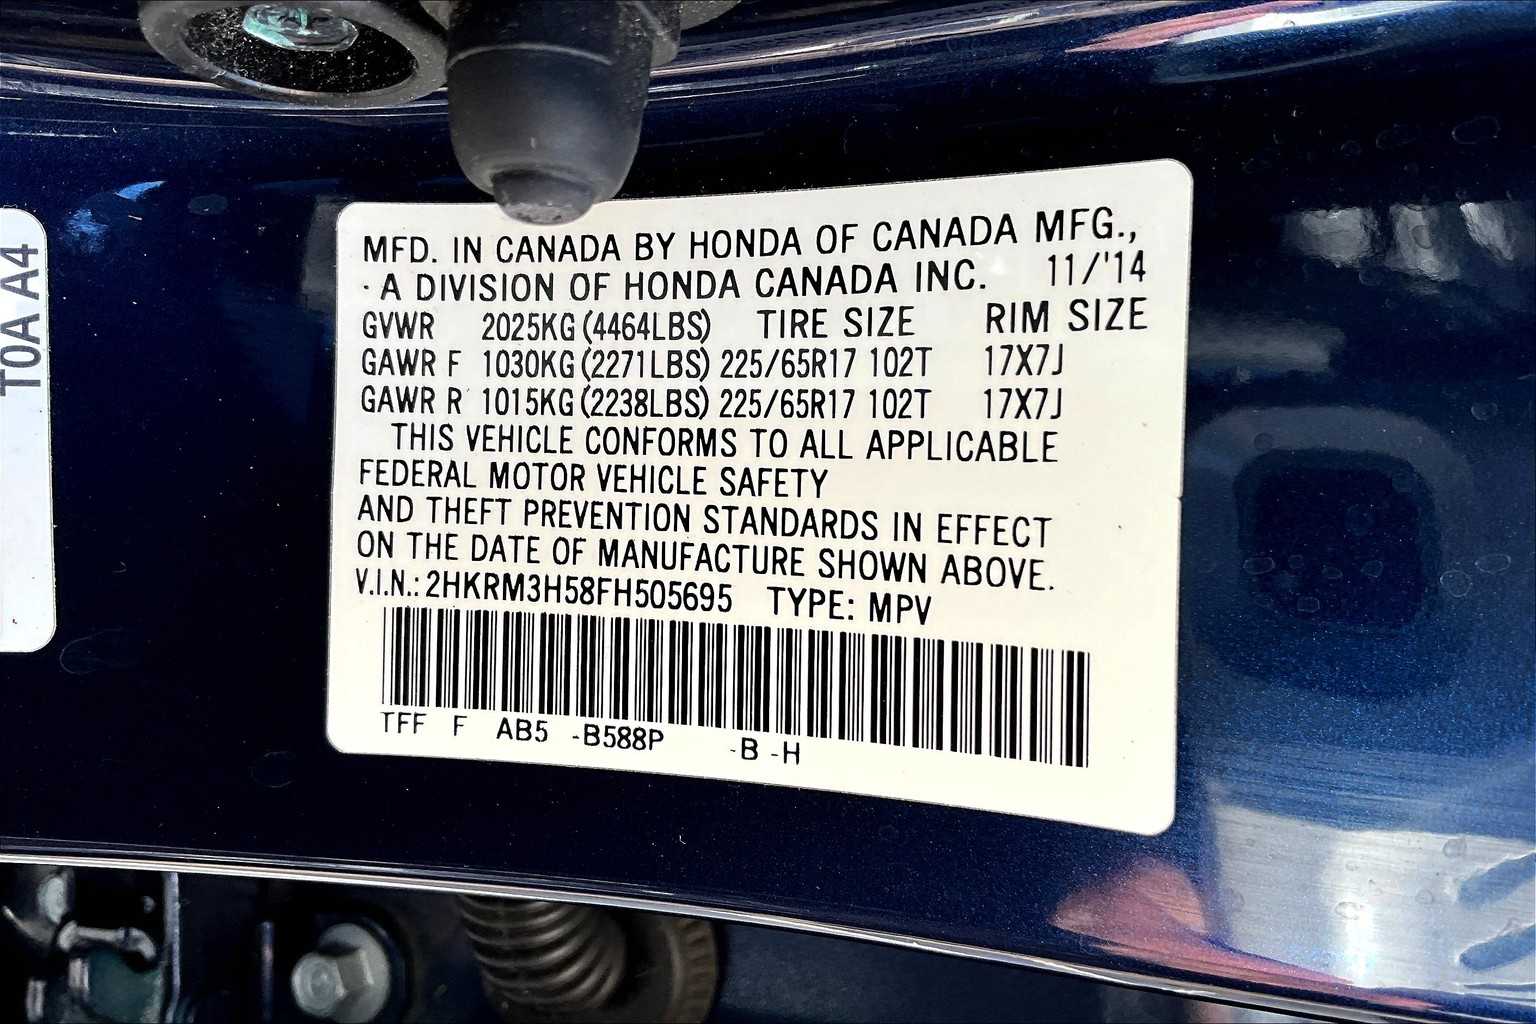 MFD. IN CANADA BY HONDA OF CANADA MFG.,
A DIVISION OF HONDA CANADA INC. 11/'14
GVWR 2025KG (4464LBS) TIRE SIZE RIM SIZE
GAWR F 1030KG (2271LBS) 225/65R17 102T 17X7J
GAWR R 1015KG (2238LBS) 225/65R17 102T 17X7J
THIS VEHICLE CONFORMS TO ALL APPLICABLE
FEDERAL MOTOR VEHICLE SAFETY
AND THEFT PREVENTION STANDARDS IN EFFECT
ON THE DATE OF MANUFACTURE SHOWN ABOVE.
V.I.N.: 2HKRM3H58FH505695 TYPE: MPV
TFF F AB5 -B588P -B -H
T0A A4